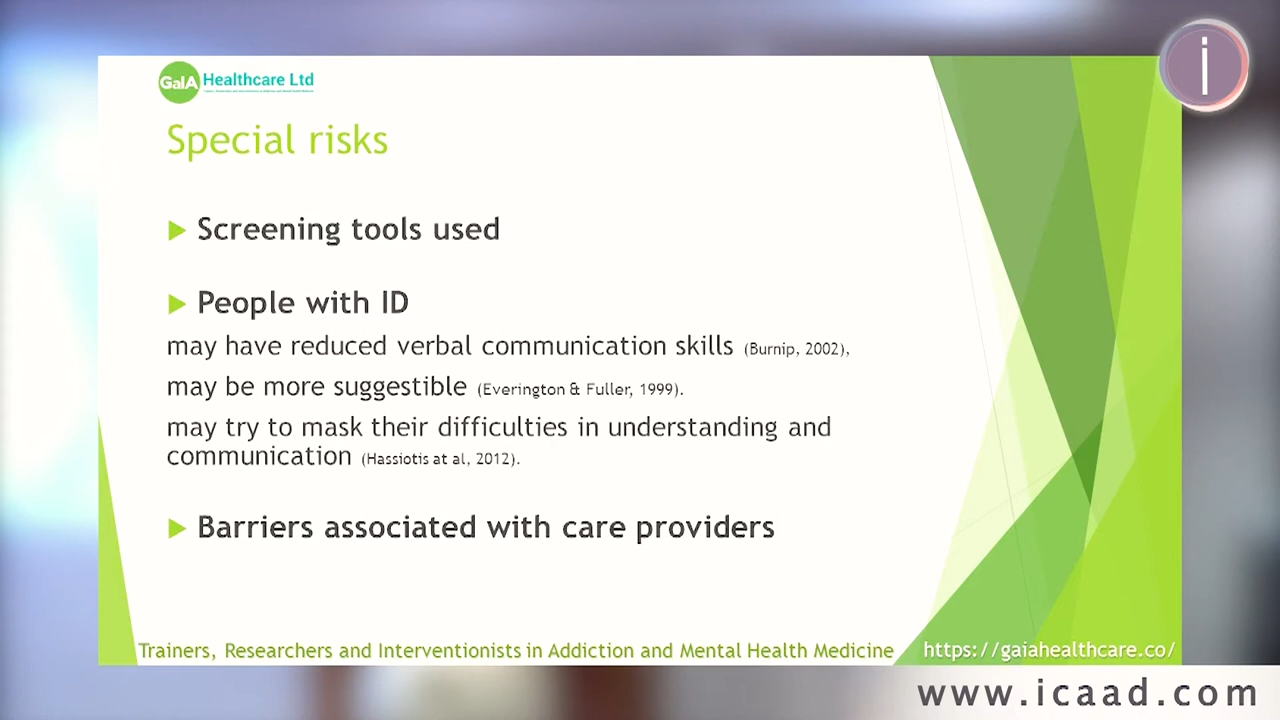 GaIA Healthcare Ltd
Special risks
Screening tools used
People with ID
may have reduced verbal communication skills (Burnip, 2002),
may be more suggestible (Everington & Fuller, 1999).
may try to mask their difficulties in understanding and
communication (Hassiotis at al, 2012).
Barriers associated with care providers
Trainers, Researchers and Interventionists in Addiction and Mental Health Medicine
https://gaiahealthcare.co/
www.icaad.com
i